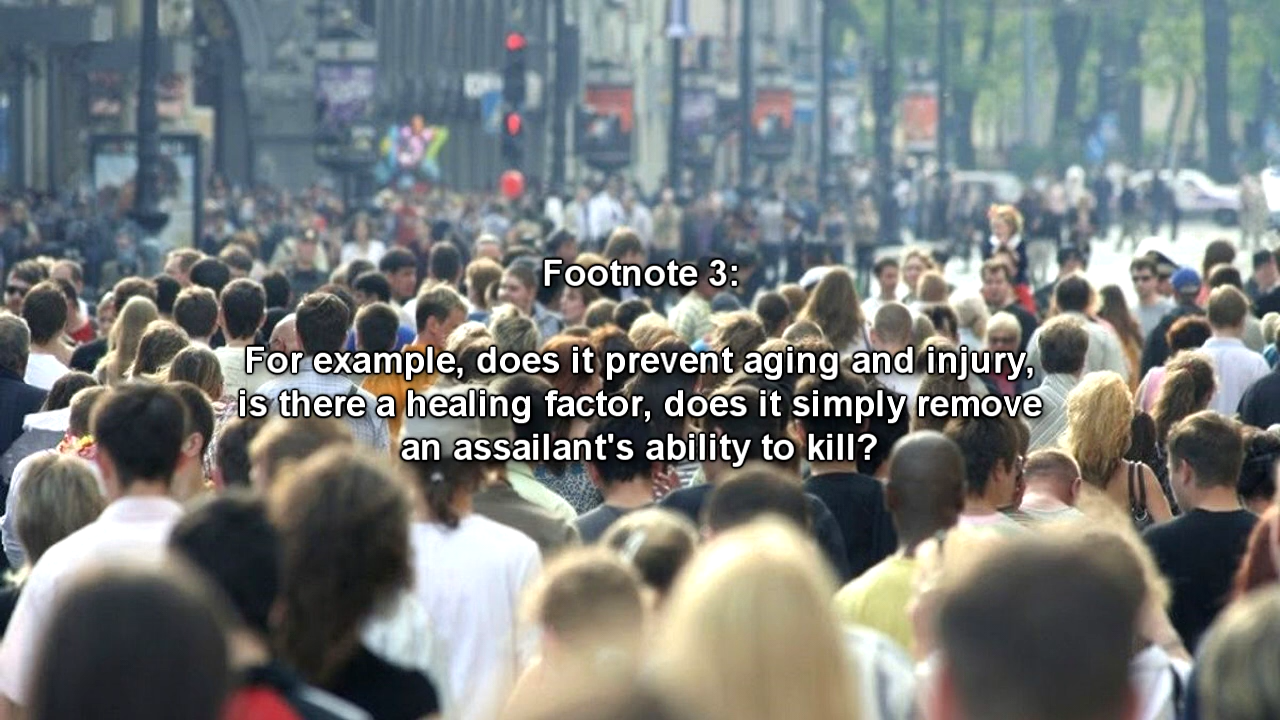 Footnote 3:
For example, does it prevent aging and injury,
is there a healing factor, does it simply remove
an assailant's ability to kill?